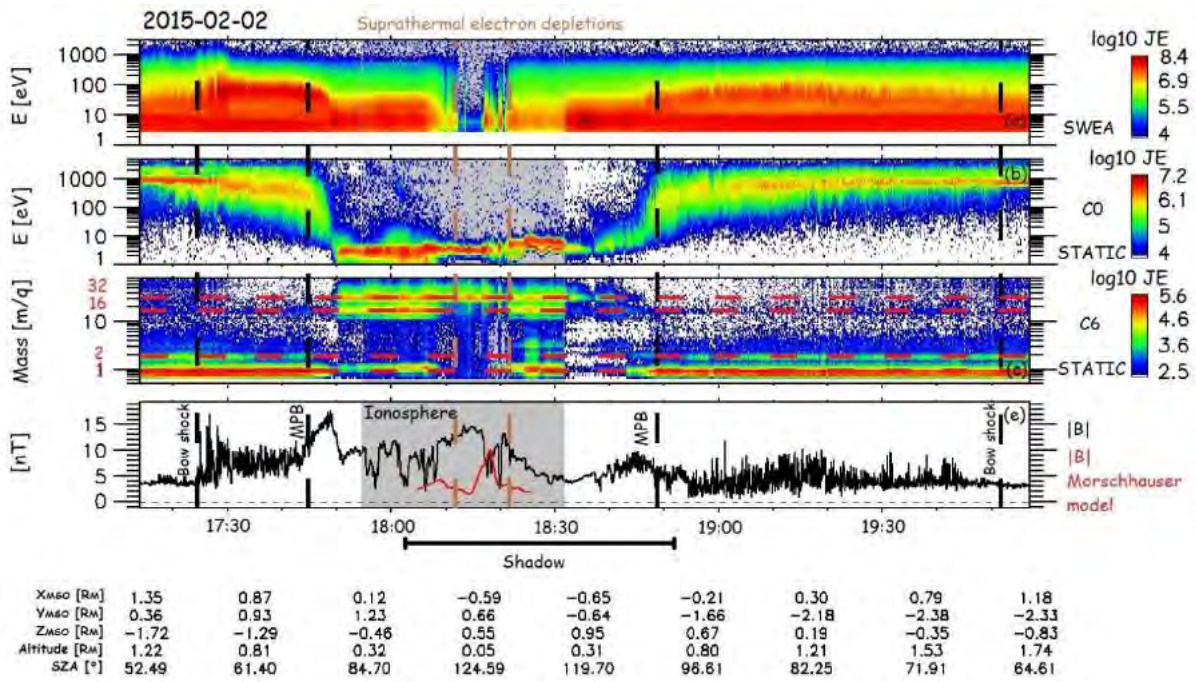 2015-02-02 Suprathermal electron depletions
log10 JE
E [eV]
1000
100
10
1
8.4
6.9
5.5
4
SWEA
log10 JE
E [eV]
1000
100
10
1
(b)
7.2
6.1
5
4
C0
STATIC
log10 JE
Mass [m/q]
32
16
10
2
1
(c)
5.6
4.6
3.6
2.5
C6
STATIC
[nT]
15
10
5
0
Bow shock
MPB
Ionosphere
MPB
Bow shock
(e)
|B|
|B|
Morschhauser
model
17:30 18:00 18:30 19:00 19:30
Shadow
XMSO [RM] 1.35 0.87 0.12 -0.59 -0.65 -0.21 0.30 0.79 1.18
YMSO [RM] 0.36 0.93 1.23 0.66 -0.64 -1.66 -2.18 -2.38 -2.33
ZMSO [RM] -1.72 -1.29 -0.46 0.55 0.95 0.67 0.19 -0.35 -0.83
Altitude [RM] 1.22 0.81 0.32 0.05 0.31 0.80 1.21 1.53 1.74
SZA [°] 52.49 61.40 84.70 124.59 119.70 96.61 82.25 71.91 64.61